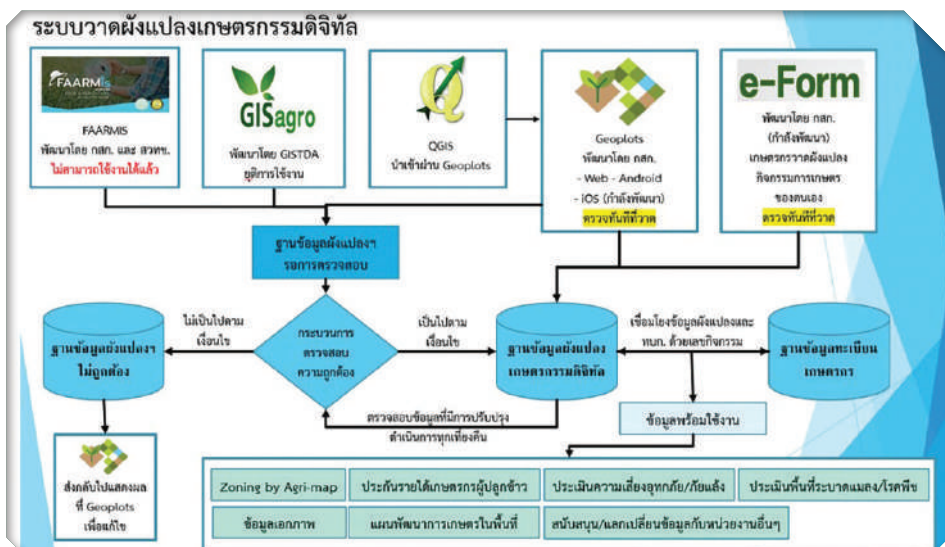 ระบบวาดผังแปลงเกษตรกรรมดิจิทัล
FAARMis
FAARMIS
พัฒนาโดย กสก. และ สวทช.
ไม่สามารถใช้งานได้แล้ว
GISagro
พัฒนาโดย GISTDA
ยุติการใช้งาน
QGIS
นำเข้าผ่าน Geoplots
Geoplots
พัฒนาโดย กสก.
- Web - Android
- iOS (กำลังพัฒนา)
ตรวจทันทีที่วาด
e-Form
พัฒนาโดย กสก.
(กำลังพัฒนา)
เกษตรกรวาดผังแปลง
กิจกรรมการเกษตร
ของตนเอง
ตรวจทันทีที่วาด
ฐานข้อมูลผังแปลงฯ
รอการตรวจสอบ
ฐานข้อมูลผังแปลงฯ
ไม่ถูกต้อง
ไม่เป็นไปตาม
เงื่อนไข
กระบวนการ
ตรวจสอบ
ความถูกต้อง
เป็นไปตาม
เงื่อนไข
ฐานข้อมูลผังแปลง
เกษตรกรรมดิจิทัล
เชื่อมโยงข้อมูลผังแปลงและ
ทบก. ด้วยเลขกิจกรรม
ฐานข้อมูลทะเบียน
เกษตรกร
ตรวจสอบข้อมูลที่มีการปรับปรุง
ดำเนินการทุกเที่ยงคืน
ข้อมูลพร้อมใช้งาน
ส่งกลับไปแสดงผล
ที่ Geoplots
เพื่อแก้ไข
Zoning by Agri-map
ประกันรายได้เกษตรกรผู้ปลูกข้าว
ประเมินความเสี่ยงอุทกภัย/ภัยแล้ง
ประเมินพื้นที่ระบาดแมลง/โรคพืช
ข้อมูลเอกภาพ
แผนพัฒนาการเกษตรในพื้นที่
สนับสนุน/แลกเปลี่ยนข้อมูลกับหน่วยงานอื่นๆ